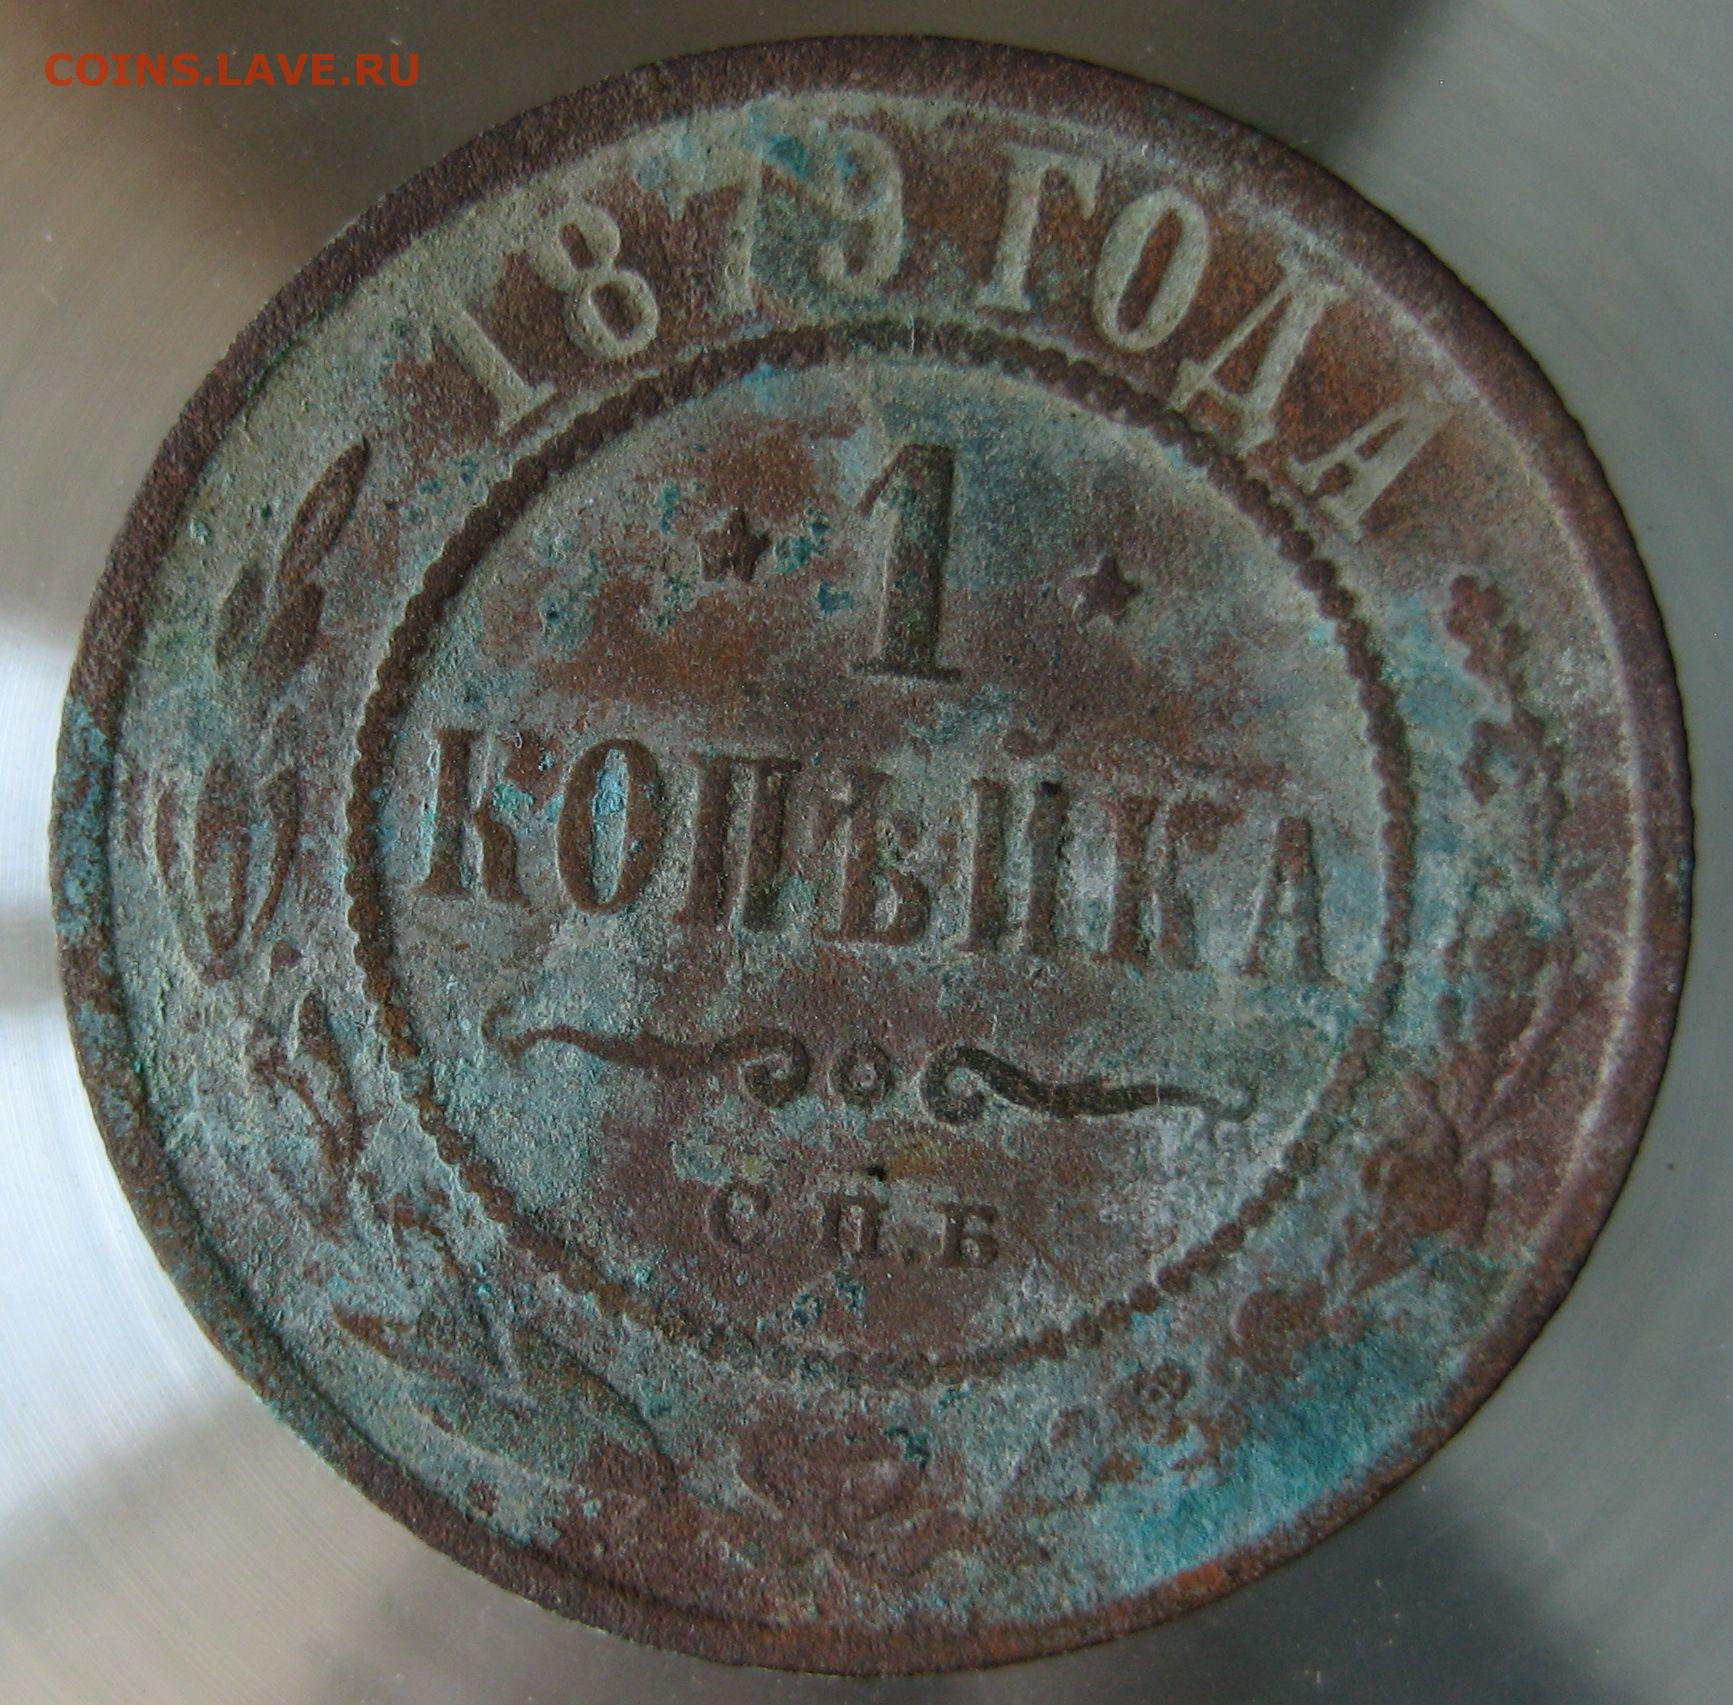 COINS.LAVE.RU
1879 ГОДА
1
КОПѢЙКА
С.П.Б